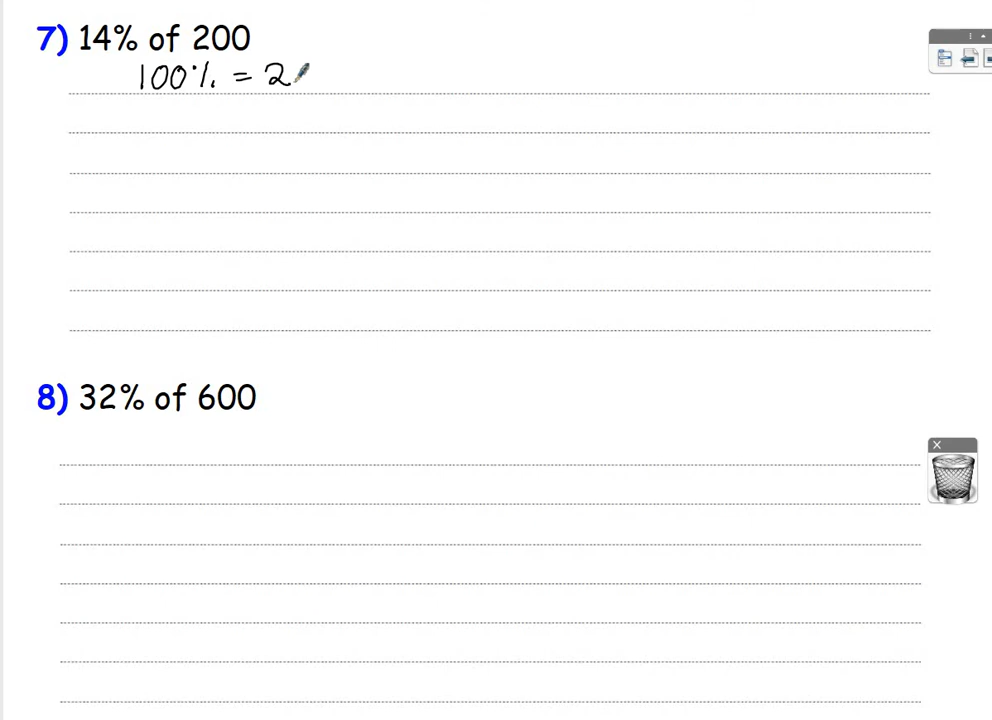 7) 14% of 200
100% = 2
8) 32% of 600